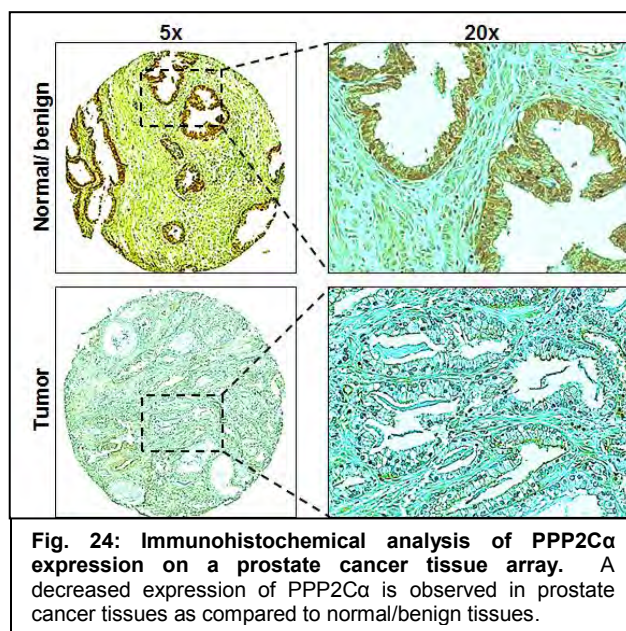 5x
20x
Normal/ benign
Tumor
Fig. 24: Immunohistochemical analysis of PPP2Cα
expression on a prostate cancer tissue array. A
decreased expression of PPP2Cα is observed in prostate
cancer tissues as compared to normal/benign tissues.